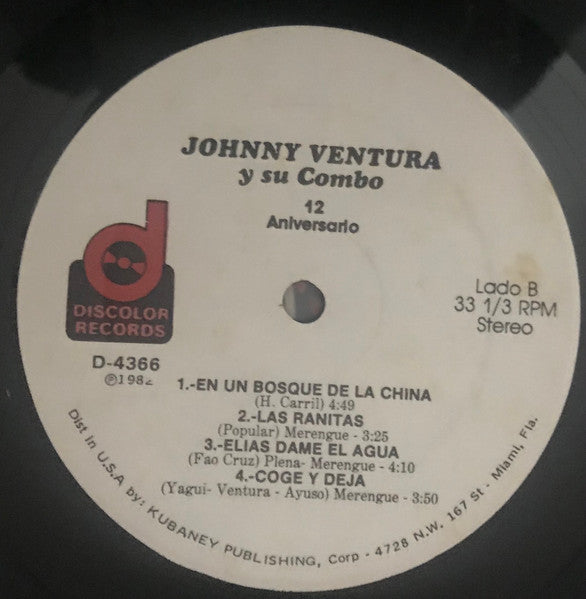 JOHNNY VENTURA
y su Combo
12
Aniversario
DISCOLOR
RECORDS
D-4366
Lado B
33 1/3 RPM
Stereo
1.-EN UN BOSQUE DE LA CHINA
(H. Carril) 4:49
2.-LAS RANITAS
(Popular) Merengue - 3:25
3.-ELIAS DAME EL AGUA
(Fao Cruz) Plena- Merengue - 4:10
4.-COGE Y DEJA
(Yagui- Ventura - Ayuso) Merengue - 3:50
Dist in U.S.A by: KUBANEY PUBLISHING, Corp - 4728 N.W. 167 St - Miami, Fla.